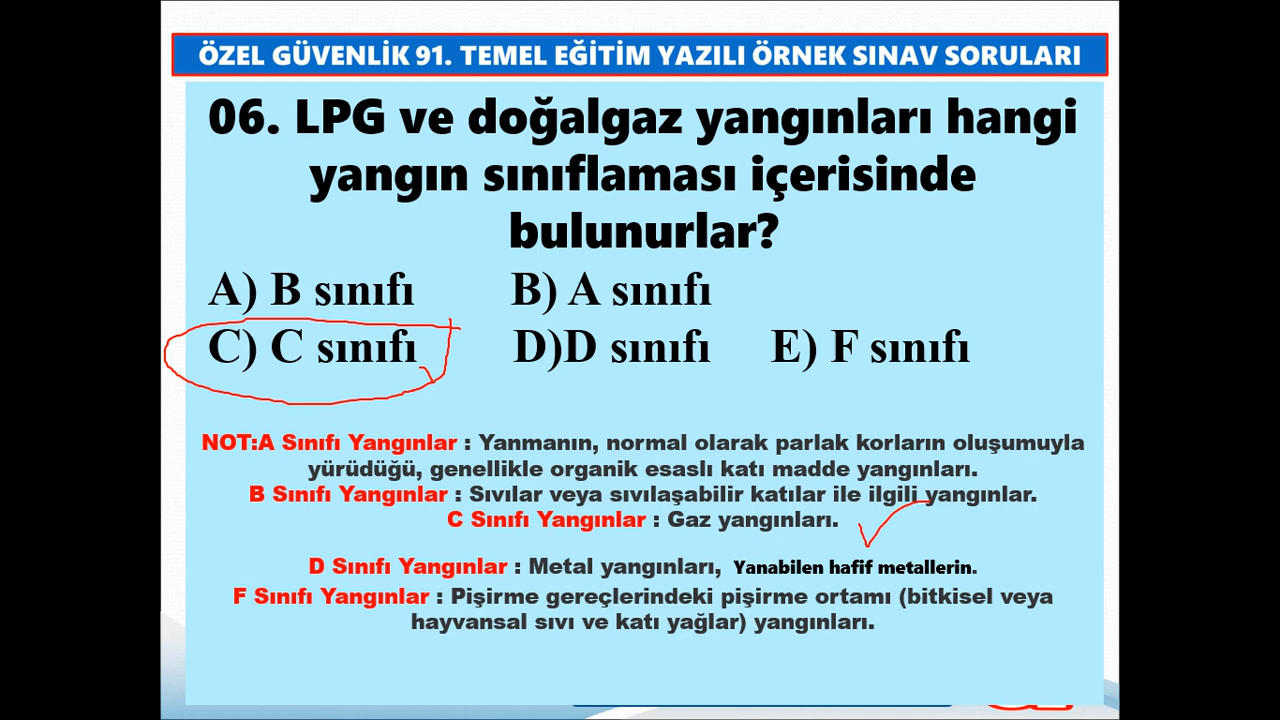 ÖZEL GÜVENLİK 91. TEMEL EĞİTİM YAZILI ÖRNEK SINAV SORULARI
06. LPG ve doğalgaz yangınları hangi
yangın sınıflaması içerisinde
bulunurlar?
A) B sınıfı B) A sınıfı
C) C sınıfı D)D sınıfı E) F sınıfı
NOT:A Sınıfı Yangınlar : Yanmanın, normal olarak parlak korların oluşumuyla
yürüdüğü, genellikle organik esaslı katı madde yangınları.
B Sınıfı Yangınlar : Sıvılar veya sıvılaşabilir katılar ile ilgili yangınlar.
C Sınıfı Yangınlar : Gaz yangınları.
D Sınıfı Yangınlar : Metal yangınları, Yanabilen hafif metallerin.
F Sınıfı Yangınlar : Pişirme gereçlerindeki pişirme ortamı (bitkisel veya
hayvansal sıvı ve katı yağlar) yangınları.